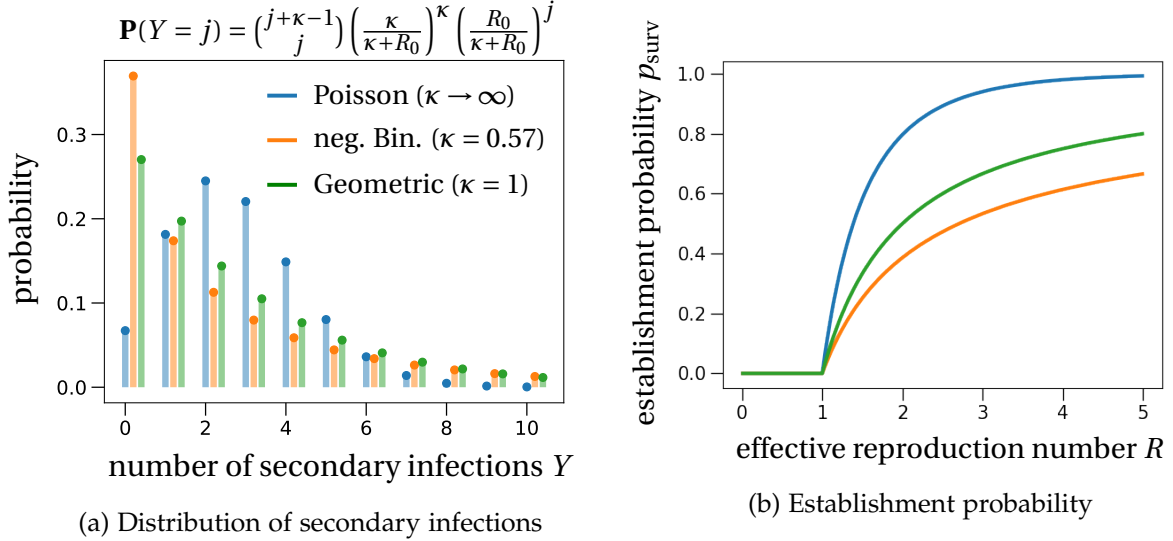 P(Y = j) = \binom{j+κ−1}{j} (κ/(κ+R₀))^κ (R₀/(κ+R₀))^j
probability
0.3
0.2
0.1
0.0
Poisson (κ → ∞)
neg. Bin. (κ = 0.57)
Geometric (κ = 1)
0 2 4 6 8 10
number of secondary infections Y
(a) Distribution of secondary infections
establishment probability p_surv
1.0
0.8
0.6
0.4
0.2
0.0
0 1 2 3 4 5
effective reproduction number R
(b) Establishment probability